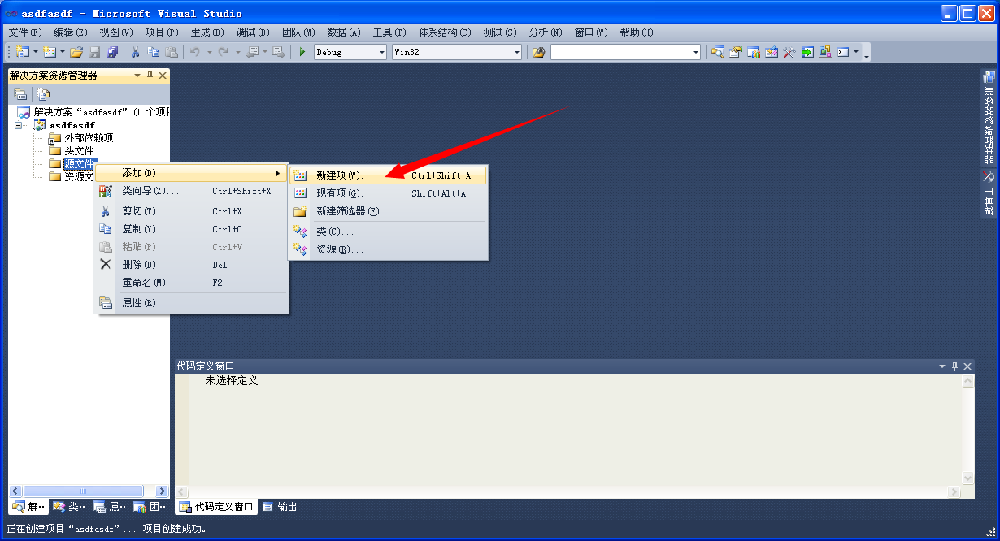 asdfasdf - Microsoft Visual Studio
文件(F) 编辑(E) 视图(V) 项目(P) 生成(B) 调试(D) 团队(M) 数据(A) 工具(T) 体系结构(C) 测试(S) 分析(N) 窗口(W) 帮助(H)
Debug Win32
解决方案资源管理器
解决方案“asdfasdf”(1 个项目
asdfasdf
外部依赖项
头文件
源文件
资源文
添加(D)
类向导(Z)... Ctrl+Shift+X
剪切(T) Ctrl+X
复制(Y) Ctrl+C
粘贴(P) Ctrl+V
删除(D) Del
重命名(M) F2
属性(R)
新建项(W)... Ctrl+Shift+A
现有项(G)... Shift+Alt+A
新建筛选器(F)
类(C)...
资源(R)...
服务器资源管理器
工具箱
代码定义窗口
未选择定义
解·· 类·· 属·· 团··
代码定义窗口 输出
正在创建项目“asdfasdf”... 项目创建成功。